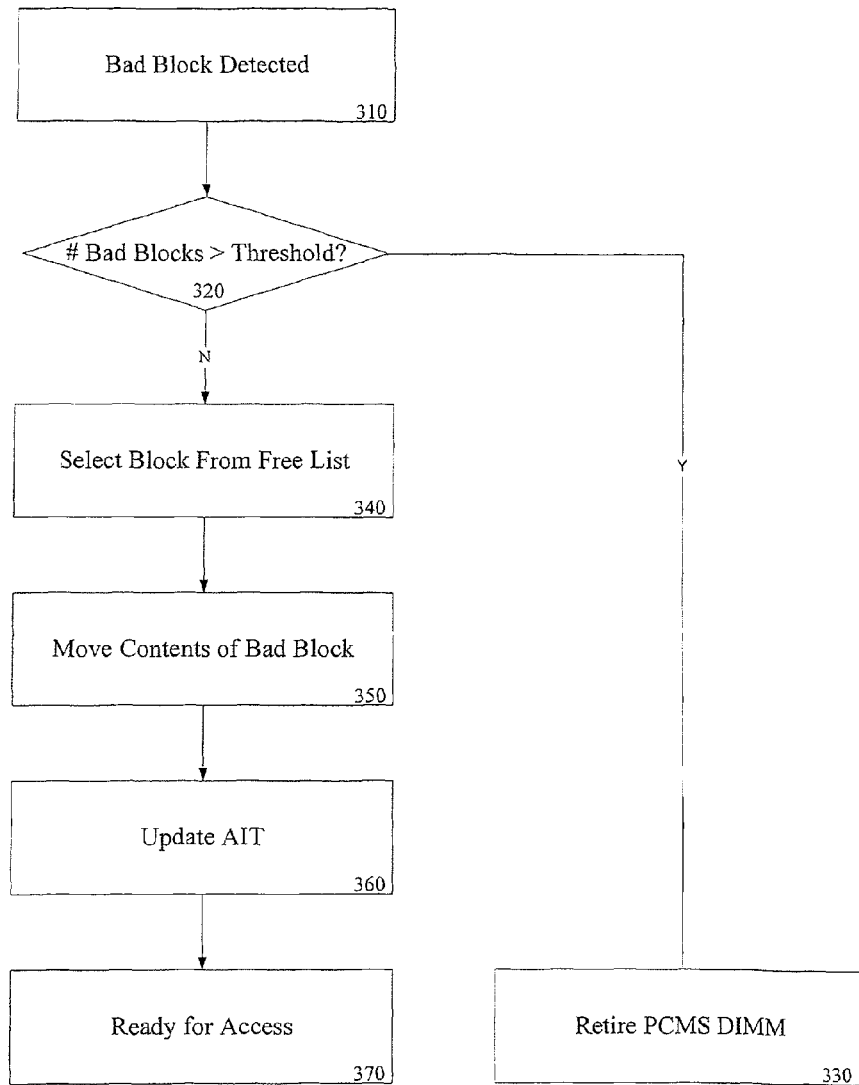 Bad Block Detected
310
# Bad Blocks > Threshold?
320
N
Y
Select Block From Free List
340
Move Contents of Bad Block
350
Update AIT
360
Ready for Access
370
Retire PCMS DIMM
330